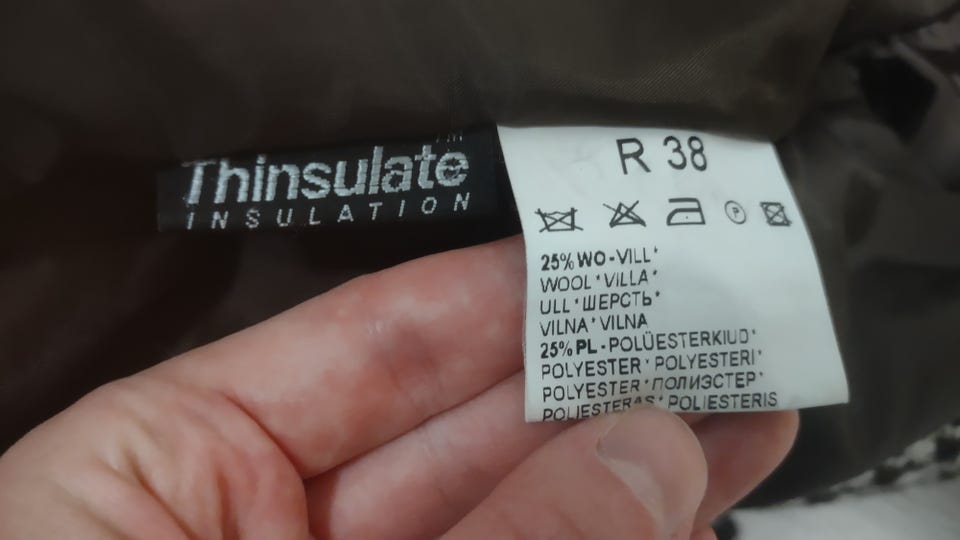 Thinsulate™
INSULATION
R 38
P
25% WO-VILL*
WOOL*VILLA*
ULL*ШЕРСТЬ*
VILNA*VILNA
25% PL-POLÜESTERKIUD*
POLYESTER*POLYESTERI*
POLYESTER*ПОЛИЭСТЕР*
POLIESTERAS*POLIESTERIS